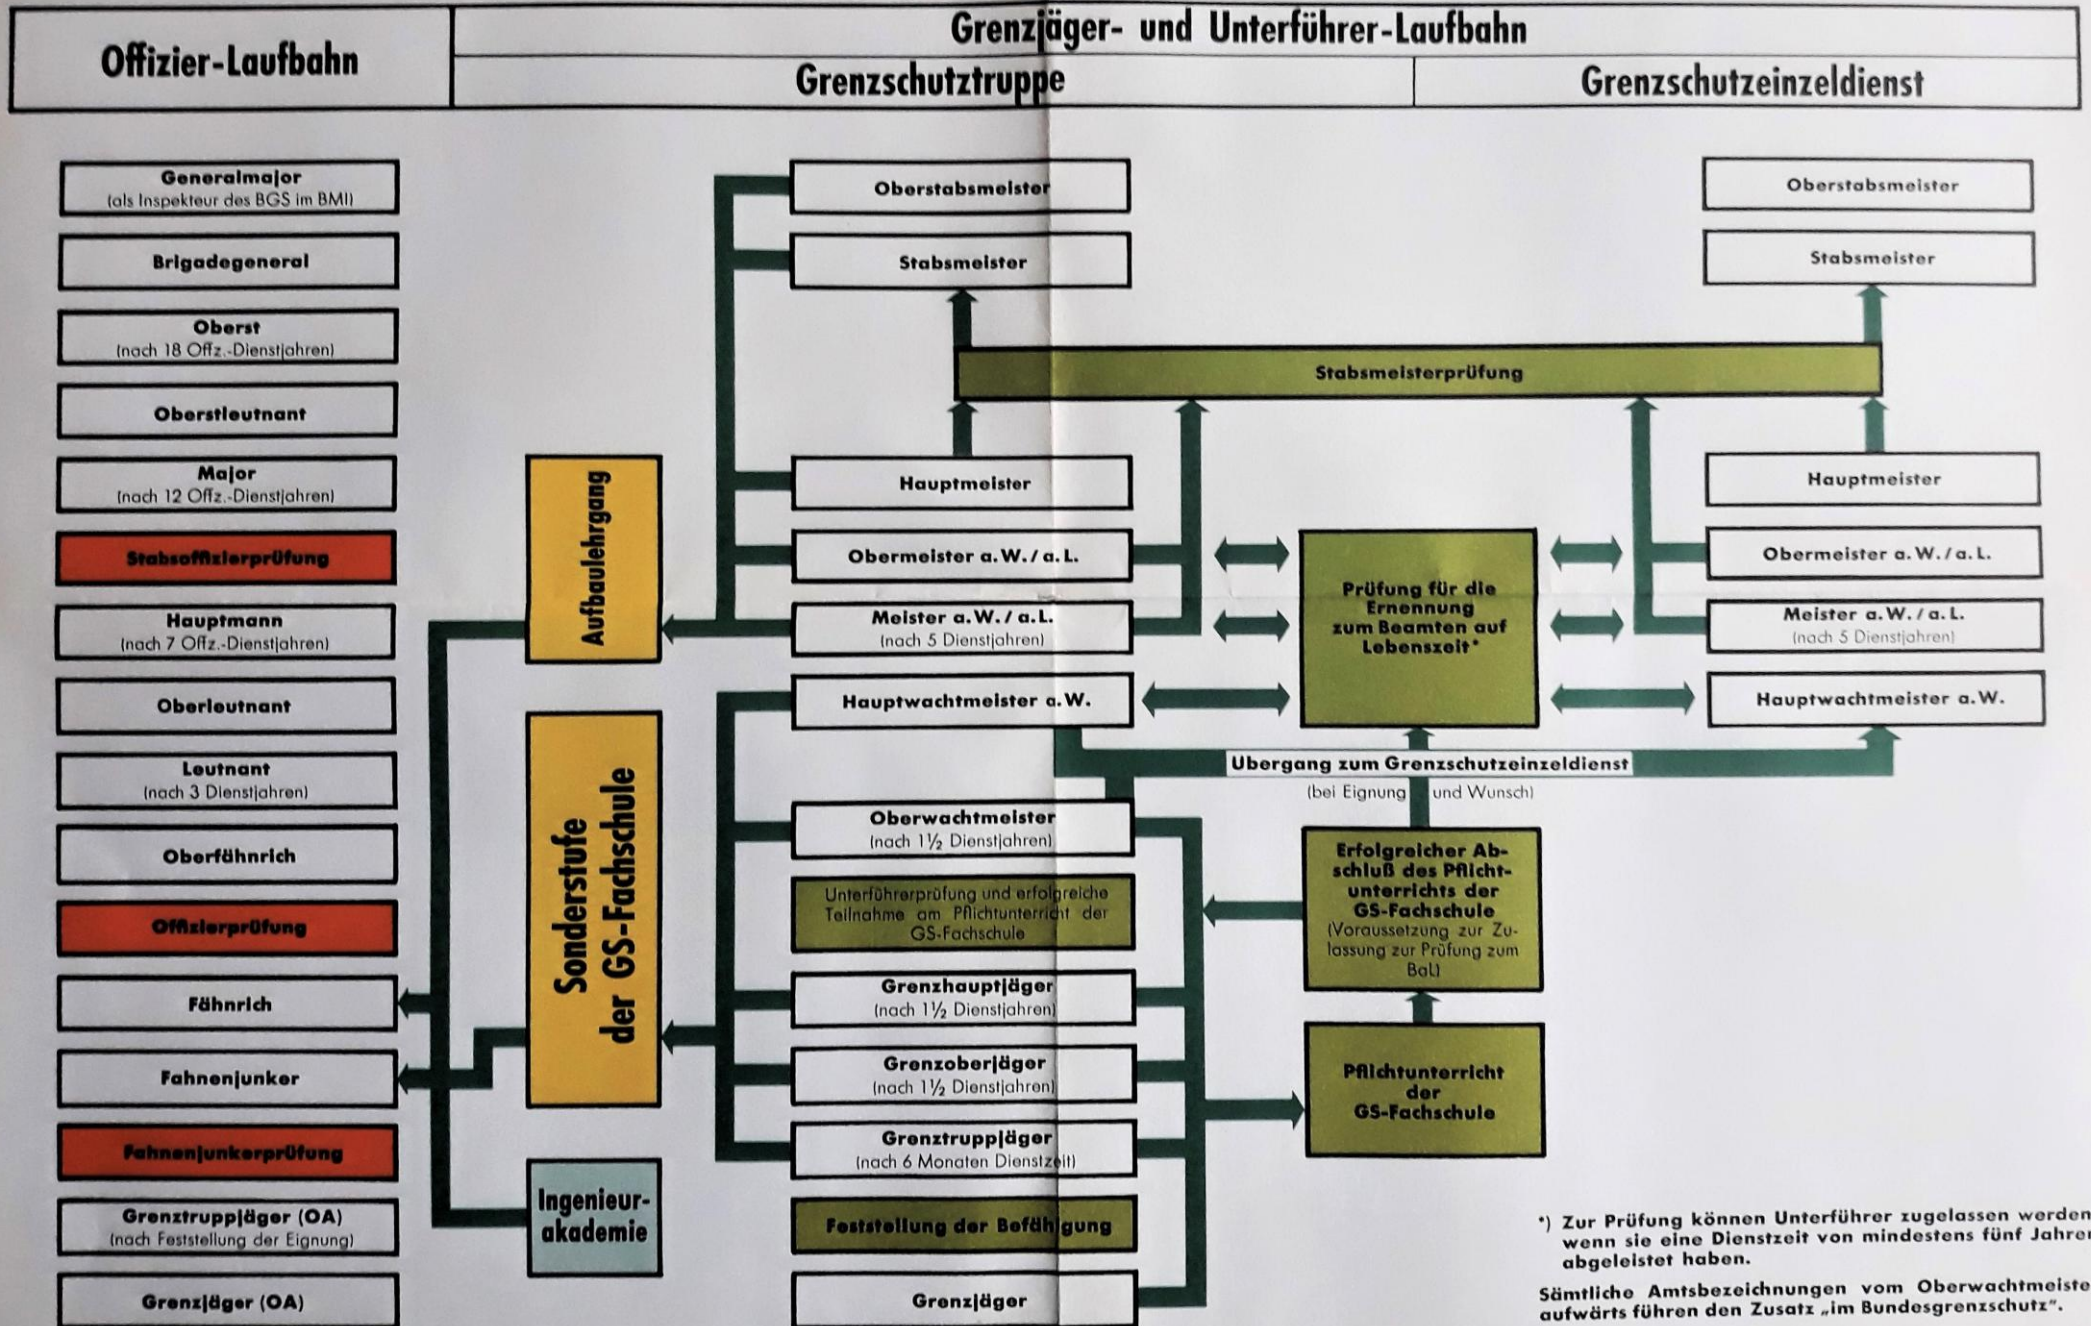 Offizier-Laufbahn
Grenzjäger- und Unterführer-Laufbahn
Grenzschutztruppe
Grenzschutzeinzeldienst
Generalmajor
(als Inspekteur des BGS im BMI)
Brigadegeneral
Oberst
(nach 18 Offz.-Dienstjahren)
Oberstleutnant
Major
(nach 12 Offz.-Dienstjahren)
Stabsoffizierprüfung
Hauptmann
(nach 7 Offz.-Dienstjahren)
Oberleutnant
Leutnant
(nach 3 Dienstjahren)
Oberfähnrich
Offizierprüfung
Fähnrich
Fahnenjunker
Fahnenjunkerprüfung
Grenztruppjäger (OA)
(nach Feststellung der Eignung)
Grenzjäger (OA)
Aufbaulehrgang
Sonderstufe
der GS-Fachschule
Ingenieur-
akademie
Oberstabsmeister
Stabsmeister
Hauptmeister
Obermeister a.W./a.L.
Meister a.W./a.L.
(nach 5 Dienstjahren)
Hauptwachtmeister a.W.
Oberwachtmeister
(nach 1½ Dienstjahren)
Unterführerprüfung und erfolgreiche
Teilnahme am Pflichtunterricht der
GS-Fachschule
Grenzhauptjäger
(nach 1½ Dienstjahren)
Grenzoberjäger
(nach 1½ Dienstjahren)
Grenztruppjäger
(nach 6 Monaten Dienstzeit)
Feststellung der Befähigung
Grenzjäger
Stabsmeisterprüfung
Prüfung für die
Ernennung
zum Beamten auf
Lebenszeit*
Übergang zum Grenzschutzeinzeldienst
(bei Eignung und Wunsch)
Erfolgreicher Ab-
schluß des Pflicht-
unterrichts der
GS-Fachschule
(Voraussetzung zur Zu-
lassung zur Prüfung zum
BaL)
Pflichtunterricht
der
GS-Fachschule
Oberstabsmeister
Stabsmeister
Hauptmeister
Obermeister a.W./a.L.
Meister a.W./a.L.
(nach 5 Dienstjahren)
Hauptwachtmeister a.W.
*) Zur Prüfung können Unterführer zugelassen werden
wenn sie eine Dienstzeit von mindestens fünf Jahren
abgeleistet haben.
Sämtliche Amtsbezeichnungen vom Oberwachtmeiste
aufwärts führen den Zusatz „im Bundesgrenzschutz".